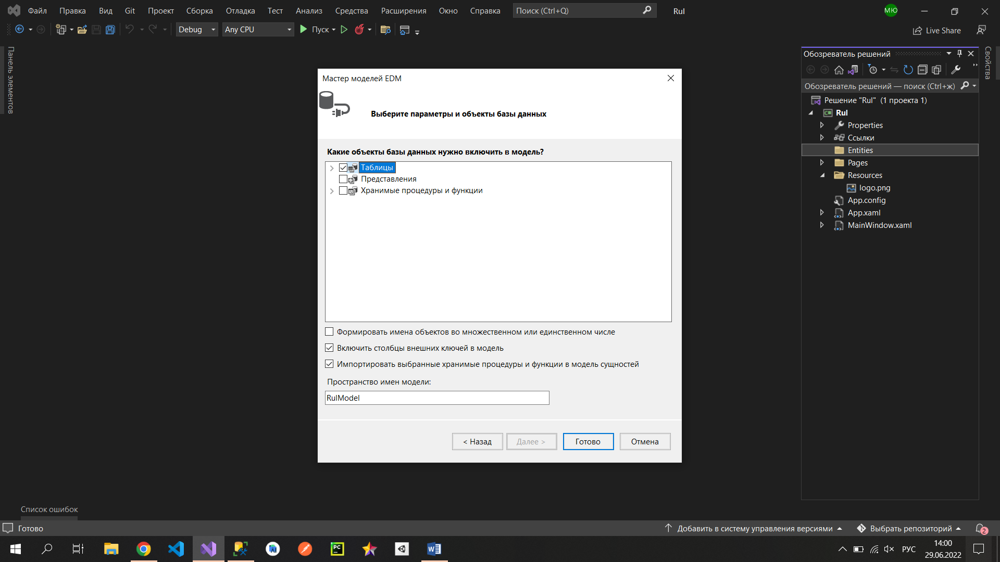 Файл Правка Вид Git Проект Сборка Отладка Тест Анализ Средства Расширения Окно Справка Поиск (Ctrl+Q) Rul МЮ
Debug Any CPU Пуск Live Share
Панель элементов
Свойства
Обозреватель решений
Обозреватель решений — поиск (Ctrl+ж)
Решение "Rul" (1 проекта 1)
C# Rul
Properties
Ссылки
Entities
Pages
Resources
logo.png
App.config
App.xaml
MainWindow.xaml
Мастер моделей EDM
Выберите параметры и объекты базы данных
Какие объекты базы данных нужно включить в модель?
Таблицы
Представления
Хранимые процедуры и функции
Формировать имена объектов во множественном или единственном числе
Включить столбцы внешних ключей в модель
Импортировать выбранные хранимые процедуры и функции в модель сущностей
Пространство имен модели:
RulModel
< Назад Далее > Готово Отмена
Список ошибок
Готово Добавить в систему управления версиями Выбрать репозиторий 2
PC W РУС 14:00
29.06.2022